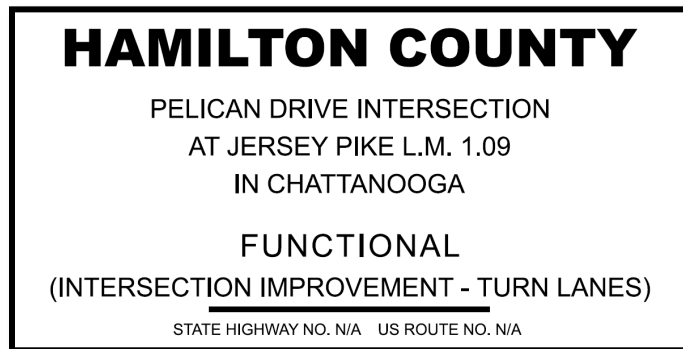 HAMILTON COUNTY
PELICAN DRIVE INTERSECTION
AT JERSEY PIKE L.M. 1.09
IN CHATTANOOGA
FUNCTIONAL
(INTERSECTION IMPROVEMENT - TURN LANES)
STATE HIGHWAY NO. N/A US ROUTE NO. N/A